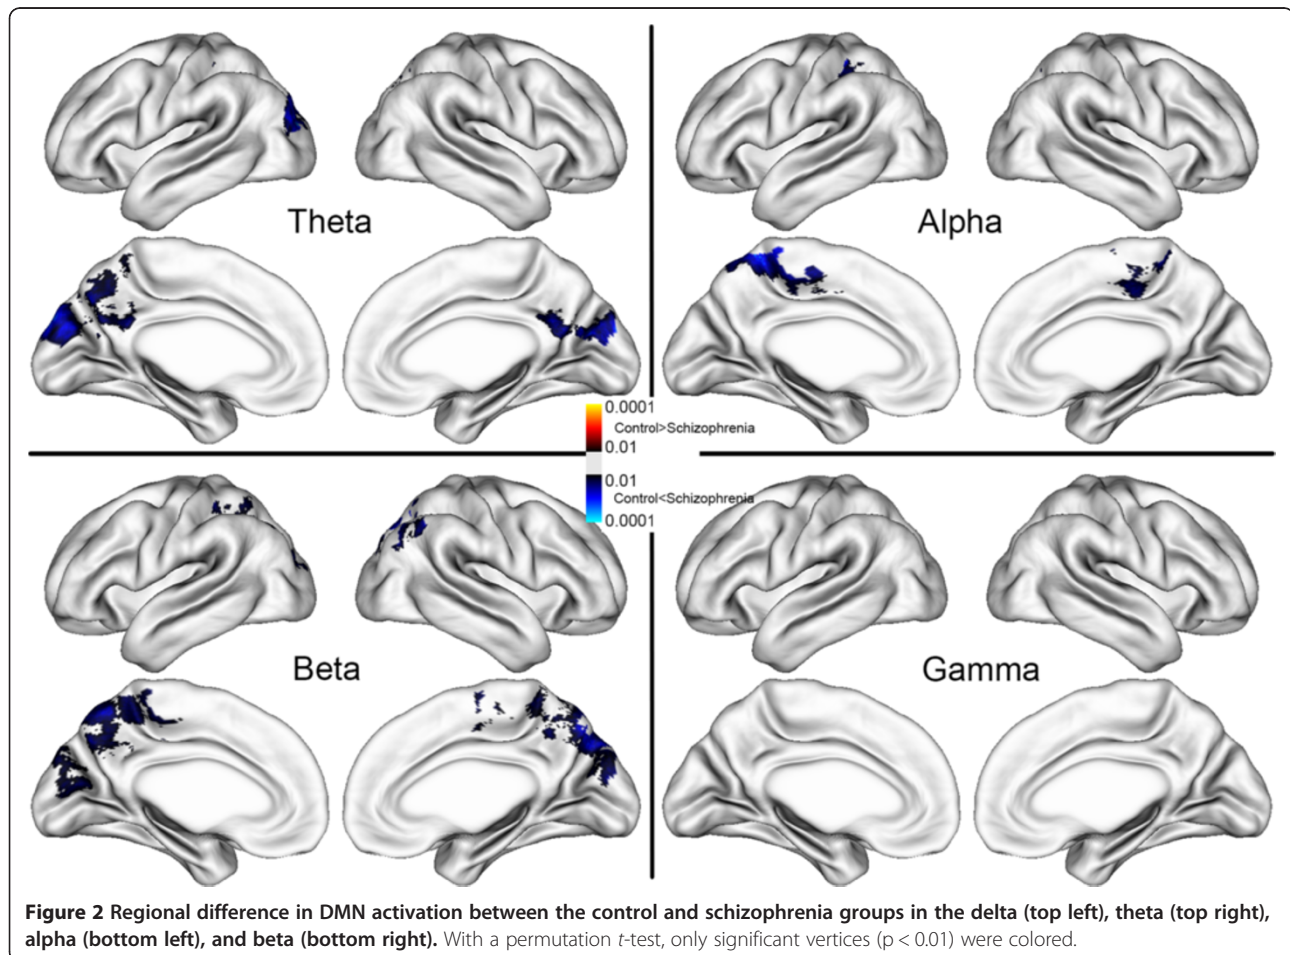 Theta
Alpha
0.0001
Control>Schizophrenia
0.01
0.01
Control<Schizophrenia
0.0001
Beta
Gamma
Figure 2 Regional difference in DMN activation between the control and schizophrenia groups in the delta (top left), theta (top right),
alpha (bottom left), and beta (bottom right). With a permutation t-test, only significant vertices (p < 0.01) were colored.